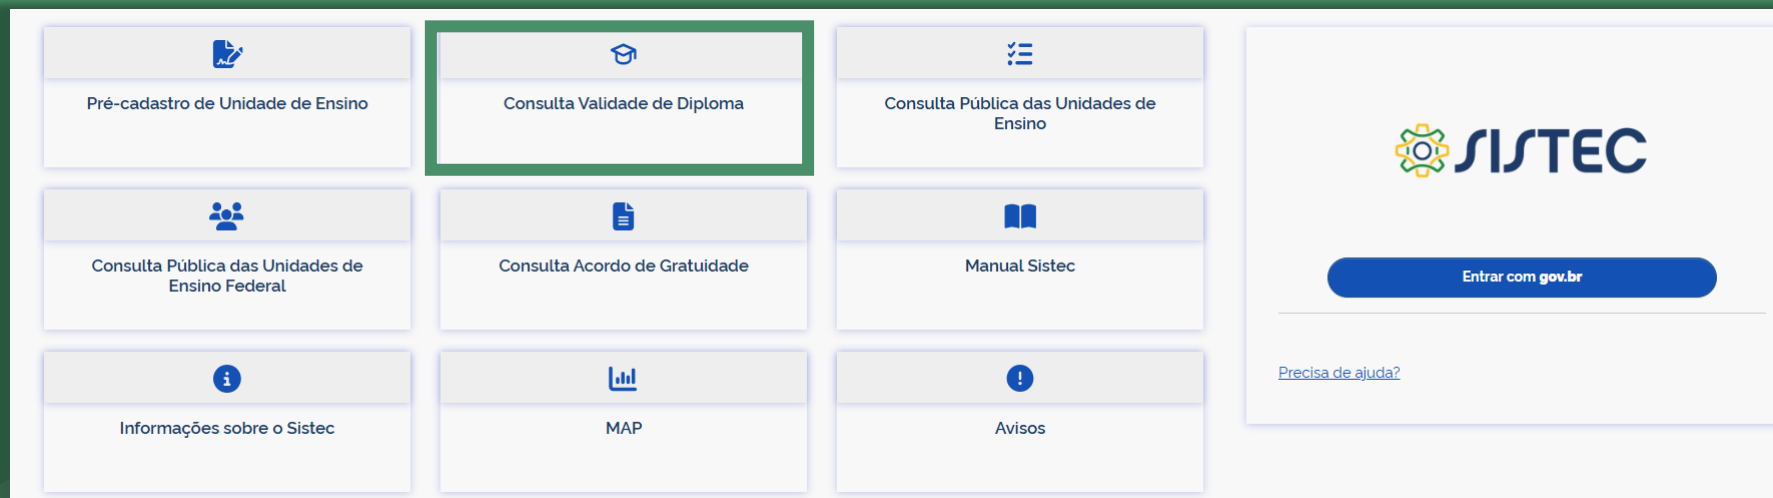 Pré-cadastro de Unidade de Ensino
Consulta Validade de Diploma
Consulta Pública das Unidades de
Ensino
Consulta Pública das Unidades de
Ensino Federal
Consulta Acordo de Gratuidade
Manual Sistec
Informações sobre o Sistec
MAP
Avisos
SISTEC
Entrar com gov.br
Precisa de ajuda?